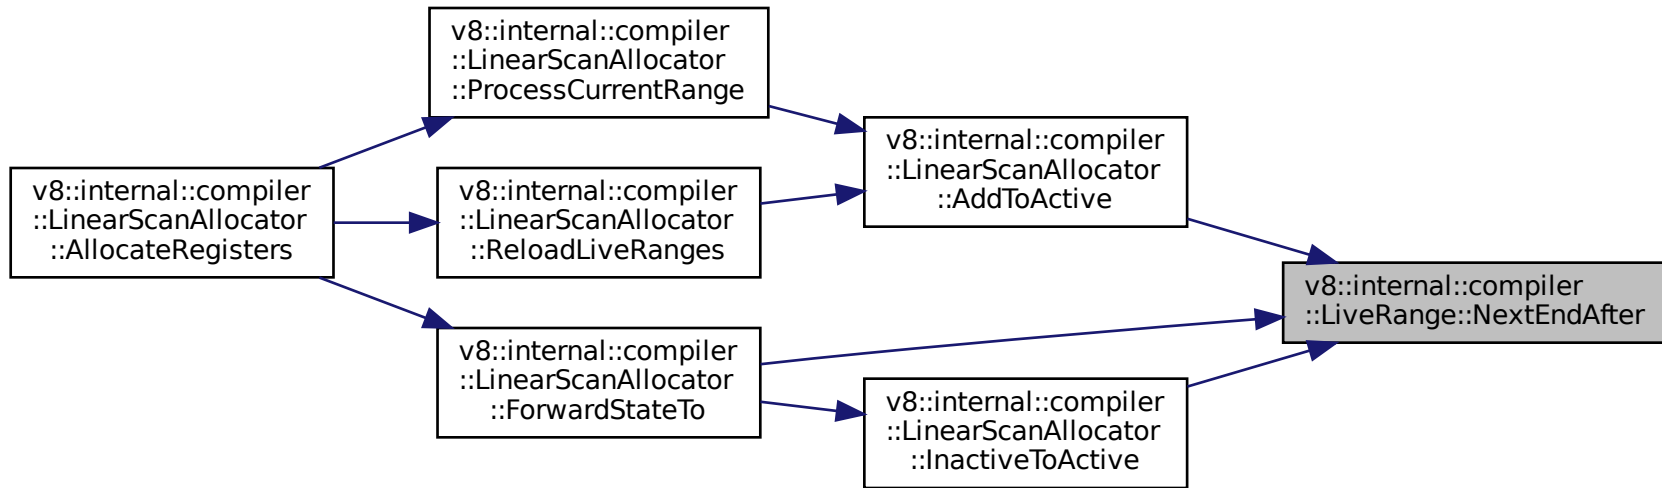 v8::internal::compiler
::LinearScanAllocator
::ProcessCurrentRange
v8::internal::compiler
::LinearScanAllocator
::AddToActive
v8::internal::compiler
::LinearScanAllocator
::AllocateRegisters
v8::internal::compiler
::LinearScanAllocator
::ReloadLiveRanges
v8::internal::compiler
::LiveRange::NextEndAfter
v8::internal::compiler
::LinearScanAllocator
::ForwardStateTo
v8::internal::compiler
::LinearScanAllocator
::InactiveToActive